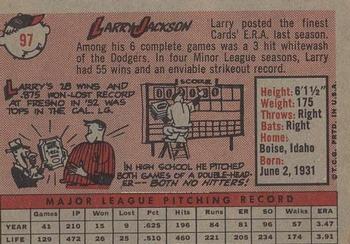 97
LARRY JACKSON
Larry posted the finest
Cards' E.R.A. last season.
Among his 6 complete games was a 3 hit whitewash
of the Dodgers. In four Minor League seasons, Larry
had 55 wins and an enviable strikeout record.
LARRY'S 28 WINS AND
.875 WON-LOST RECORD
AT FRESNO IN '52 WAS
TOPS IN THE CAL. LG.
IN HIGH SCHOOL HE PITCHED
BOTH GAMES OF A DOUBLE-HEAD-
ER—BOTH NO HITTERS!
Height: 6'1½"
Weight: 175
Throws: Right
Bats: Right
Home:
Boise, Idaho
Born:
June 2, 1931
© T.C.G. PRTD. IN U.S.A.
MAJOR LEAGUE PITCHING RECORD
Games IP Won Lost Pct. Hits Runs ER SO Walks ERA
YEAR 41 210 15 9 .625 196 84 81 96 57 3.47
LIFE 111 510 26 25 .510 460 234 221 205 174 3.91